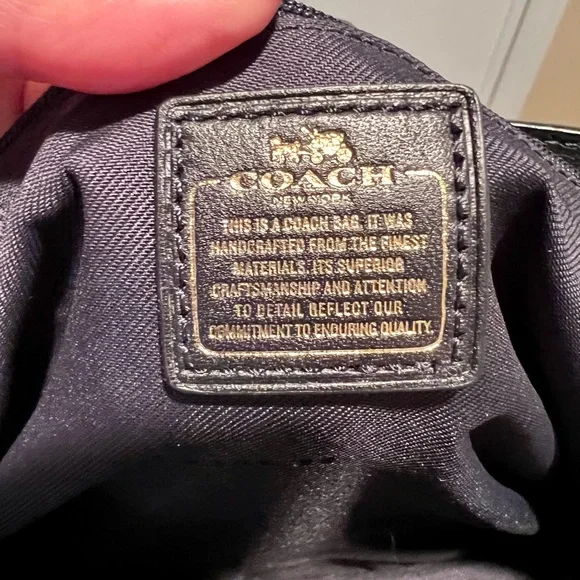 COACH
NEW YORK
THIS IS A COACH BAG. IT WAS
HANDCRAFTED FROM THE FINEST
MATERIALS. ITS SUPERIOR
CRAFTSMANSHIP AND ATTENTION
TO DETAIL REFLECT OUR
COMMITMENT TO ENDURING QUALITY.